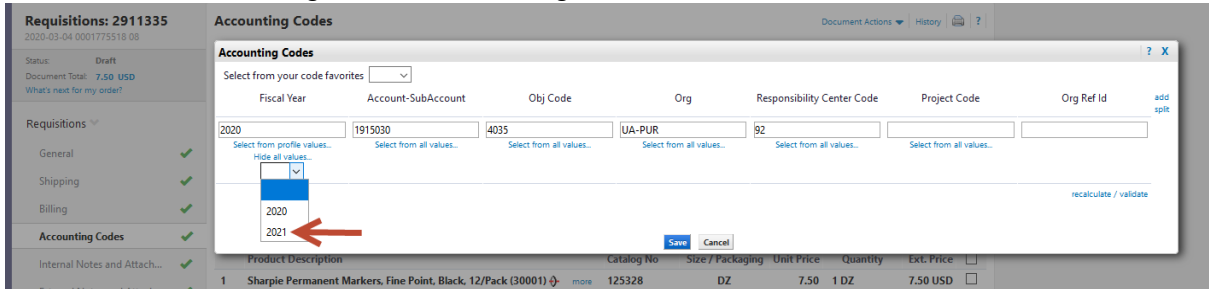 Requisitions: 2911335
2020-03-04 0001775518 08
Status: Draft
Document Total: 7.50 USD
What's next for my order?
Requisitions
General
Shipping
Billing
Accounting Codes
Internal Notes and Attach...
Accounting Codes
Document Actions History ?
Accounting Codes ? X
Select from your code favorites
Fiscal Year Account-SubAccount Obj Code Org Responsibility Center Code Project Code Org Ref Id add split
2020 1915030 4035 UA-PUR 92
Select from profile values... Select from all values... Select from all values... Select from all values... Select from all values... Select from all values...
Hide all values...
2020
2021
recalculate / validate
Save Cancel
Product Description Catalog No Size / Packaging Unit Price Quantity Ext. Price
1 Sharpie Permanent Markers, Fine Point, Black, 12/Pack (30001) more 125328 DZ 7.50 1 DZ 7.50 USD